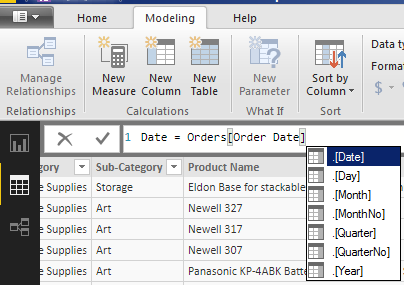 Home Modeling Help
Manage Relationships
New Measure
New Column
New Table
New Parameter
Sort by Column
Data ty
Forma
$
Relationships Calculations What If Sort
1 Date = Orders[Order Date]
.[Date]
.[Day]
.[Month]
.[MonthNo]
.[Quarter]
.[QuarterNo]
.[Year]
egory Sub-Category Product Name
e Supplies Storage Eldon Base for stackable
e Supplies Art Newell 327
e Supplies Art Newell 317
e Supplies Art Newell 307
e Supplies Art Panasonic KP-4ABK Batte